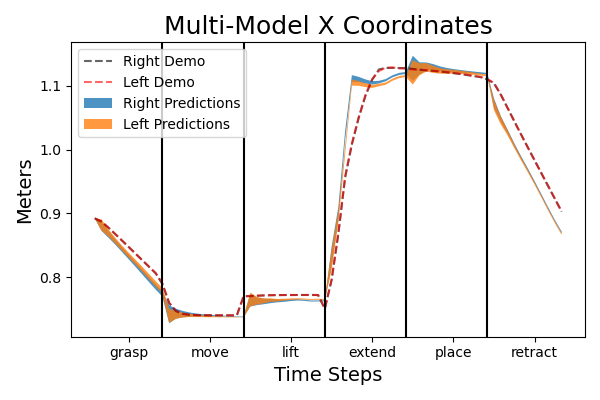 Multi-Model X Coordinates
Right Demo
Left Demo
Right Predictions
Left Predictions
Meters
1.1
1.0
0.9
0.8
grasp move lift extend place retract
Time Steps